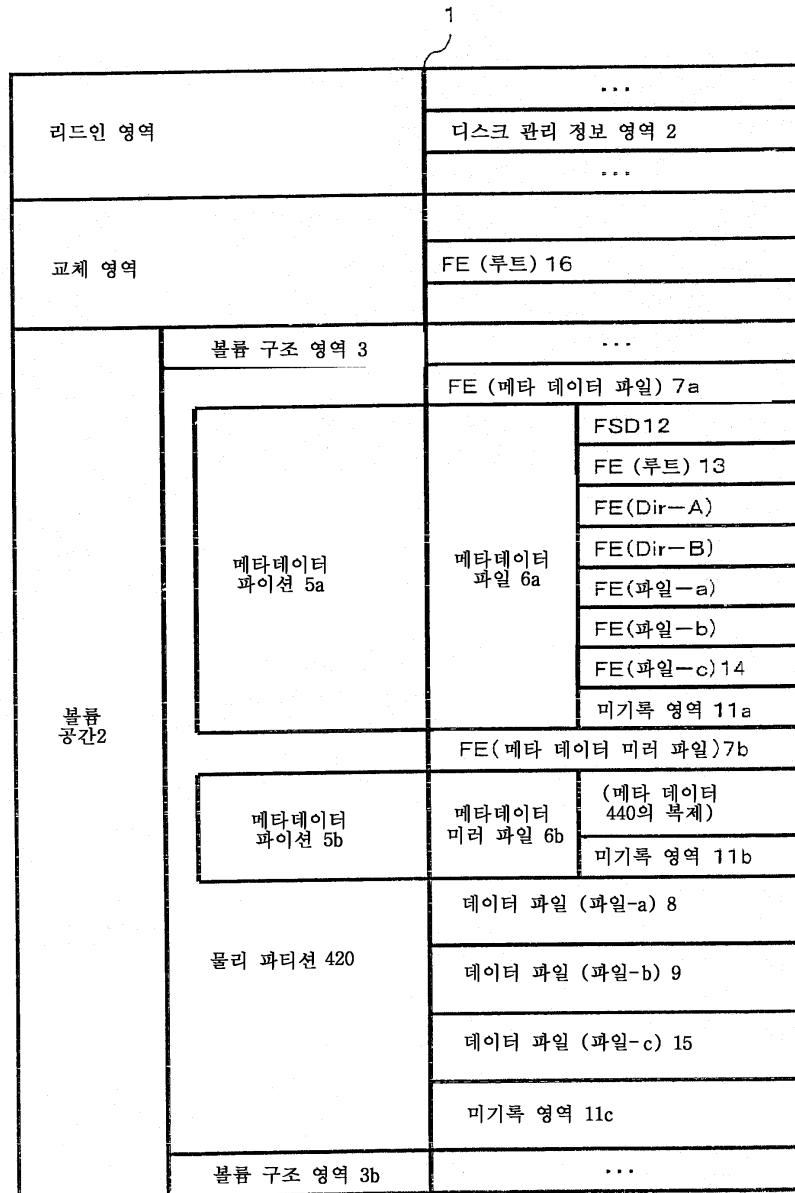 1
...
리드인 영역
디스크 관리 정보 영역 2
...
교체 영역
FE (루트) 16
볼륨 구조 영역 3
...
FE (메타 데이터 파일) 7a
FSD12
FE (루트) 13
FE(Dir-A)
FE(Dir-B)
메타데이터
파이션 5a
메타데이터
파일 6a
FE(파일-a)
FE(파일-b)
FE(파일-c)14
미기록 영역 11a
볼륨
공간2
FE(메타 데이터 미러 파일)7b
메타데이터
파이션 5b
메타데이터
미러 파일 6b
(메타 데이터
440의 복제)
미기록 영역 11b
데이터 파일 (파일-a) 8
물리 파티션 420
데이터 파일 (파일-b) 9
데이터 파일 (파일-c) 15
미기록 영역 11c
볼륨 구조 영역 3b
...